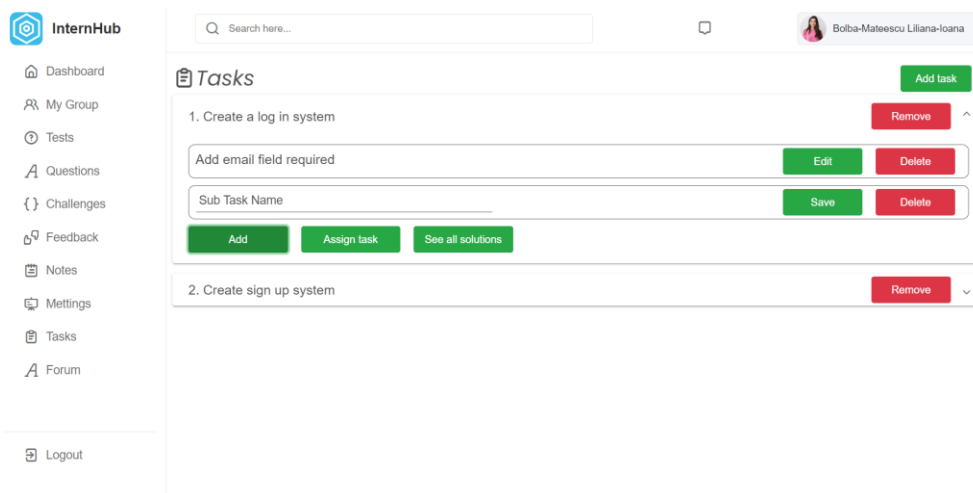 InternHub
Search here...
Bolba-Mateescu Liliana-Ioana
Dashboard
My Group
Tests
Questions
Challenges
Feedback
Notes
Mettings
Tasks
Forum
Logout
Tasks
Add task
1. Create a log in system
Remove
Add email field required
Edit
Delete
Sub Task Name
Save
Delete
Add
Assign task
See all solutions
2. Create sign up system
Remove